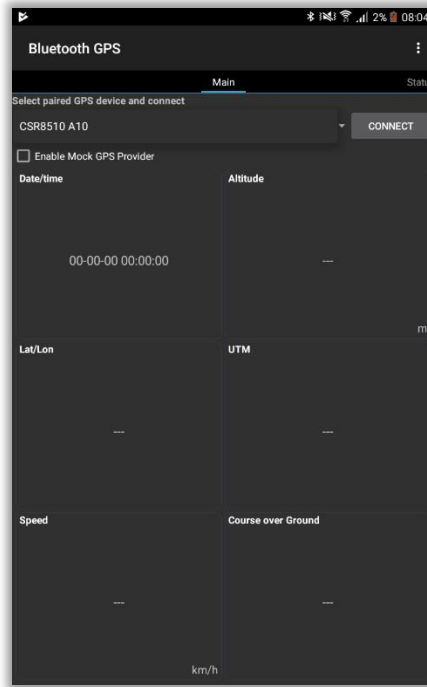 2% 08:04
Bluetooth GPS
Main Statu
Select paired GPS device and connect
CSR8510 A10 CONNECT
Enable Mock GPS Provider
Date/time Altitude
00-00-00 00:00:00 ---
m
Lat/Lon UTM
--- ---
Speed Course over Ground
--- ---
km/h